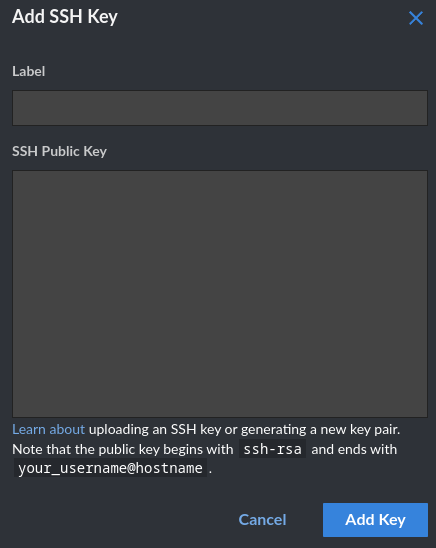 Add SSH Key
Label
SSH Public Key
Learn about uploading an SSH key or generating a new key pair.
Note that the public key begins with ssh-rsa and ends with
your_username@hostname .
Cancel Add Key